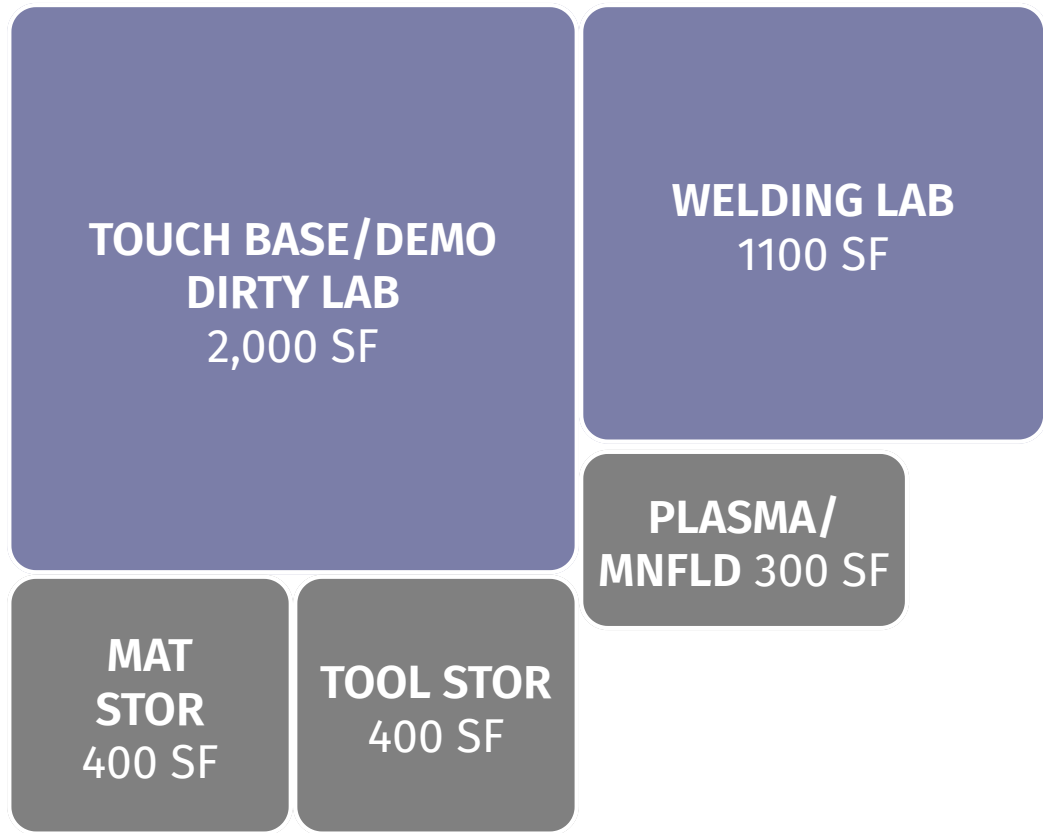 TOUCH BASE/DEMO
DIRTY LAB
2,000 SF
WELDING LAB
1100 SF
PLASMA/
MNFLD 300 SF
MAT
STOR
400 SF
TOOL STOR
400 SF